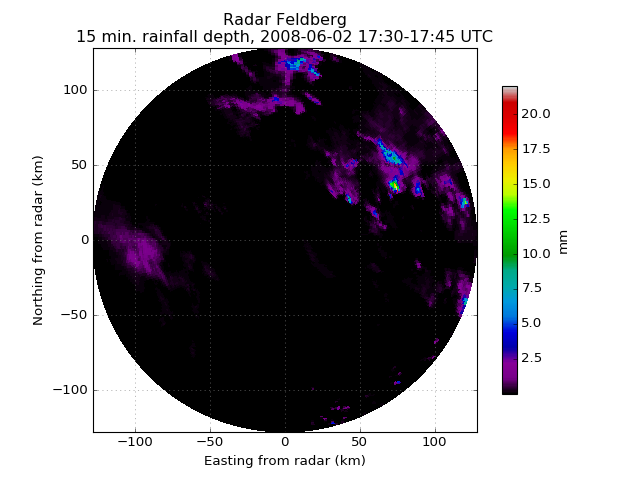 Radar Feldberg
15 min. rainfall depth, 2008-06-02 17:30-17:45 UTC
100
50
0
−50
−100
Northing from radar (km)
−100 −50 0 50 100
Easting from radar (km)
20.0
17.5
15.0
12.5
10.0
7.5
5.0
2.5
mm